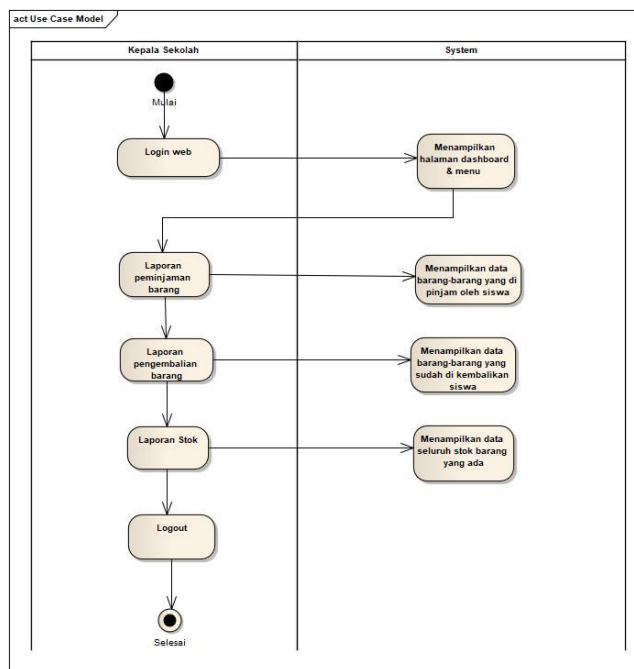 act Use Case Model
Kepala Sekolah
System
Mulai
Login web
Menampilkan
halaman dashboard
& menu
Laporan
peminjaman
barang
Menampilkan data
barang-barang yang di
pinjam oleh siswa
Laporan
pengembalian
barang
Menampilkan data
barang-barang yang
sudah di kembalikan
siswa
Laporan Stok
Menampilkan data
seluruh stok barang
yang ada
Logout
Selesai